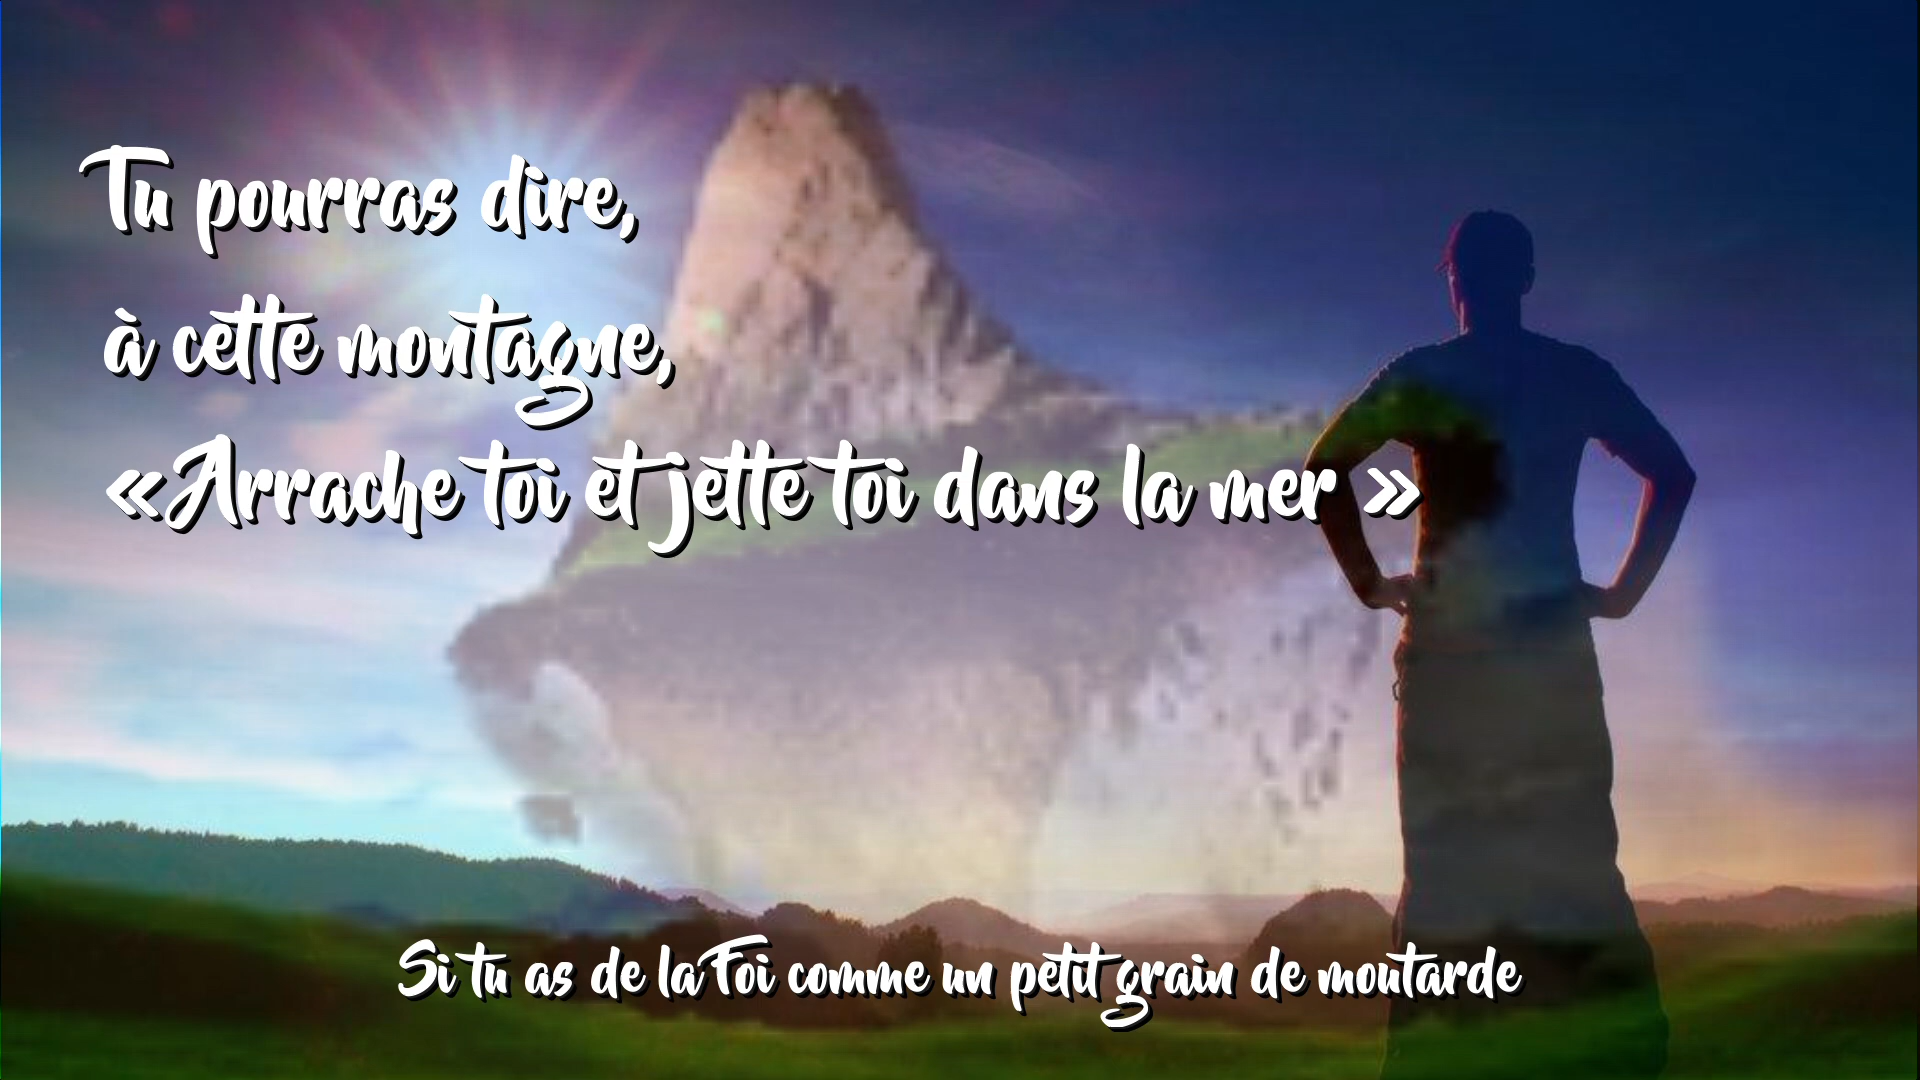 Tu pourras dire,
à cette montagne,
«Arrache toi et jette toi dans la mer »
Si tu as de la Foi comme un petit grain de moutarde